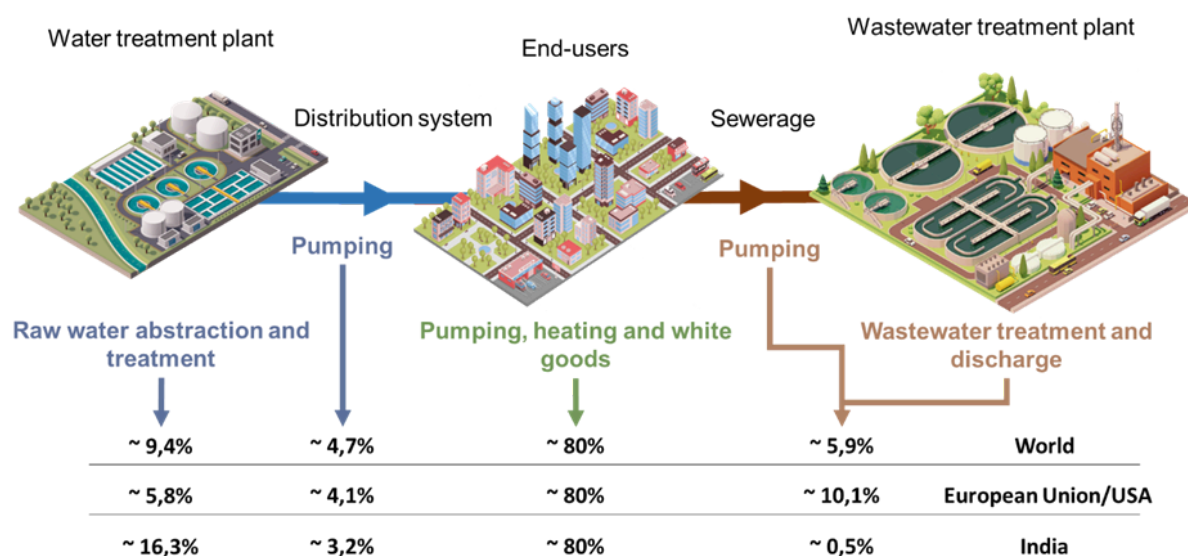 Water treatment plant
End-users
Wastewater treatment plant
Distribution system
Sewerage
Pumping
Pumping
Raw water abstraction and
treatment
Pumping, heating and white
goods
Wastewater treatment and
discharge
~ 9,4% ~ 4,7% ~ 80% ~ 5,9% World
~ 5,8% ~ 4,1% ~ 80% ~ 10,1% European Union/USA
~ 16,3% ~ 3,2% ~ 80% ~ 0,5% India